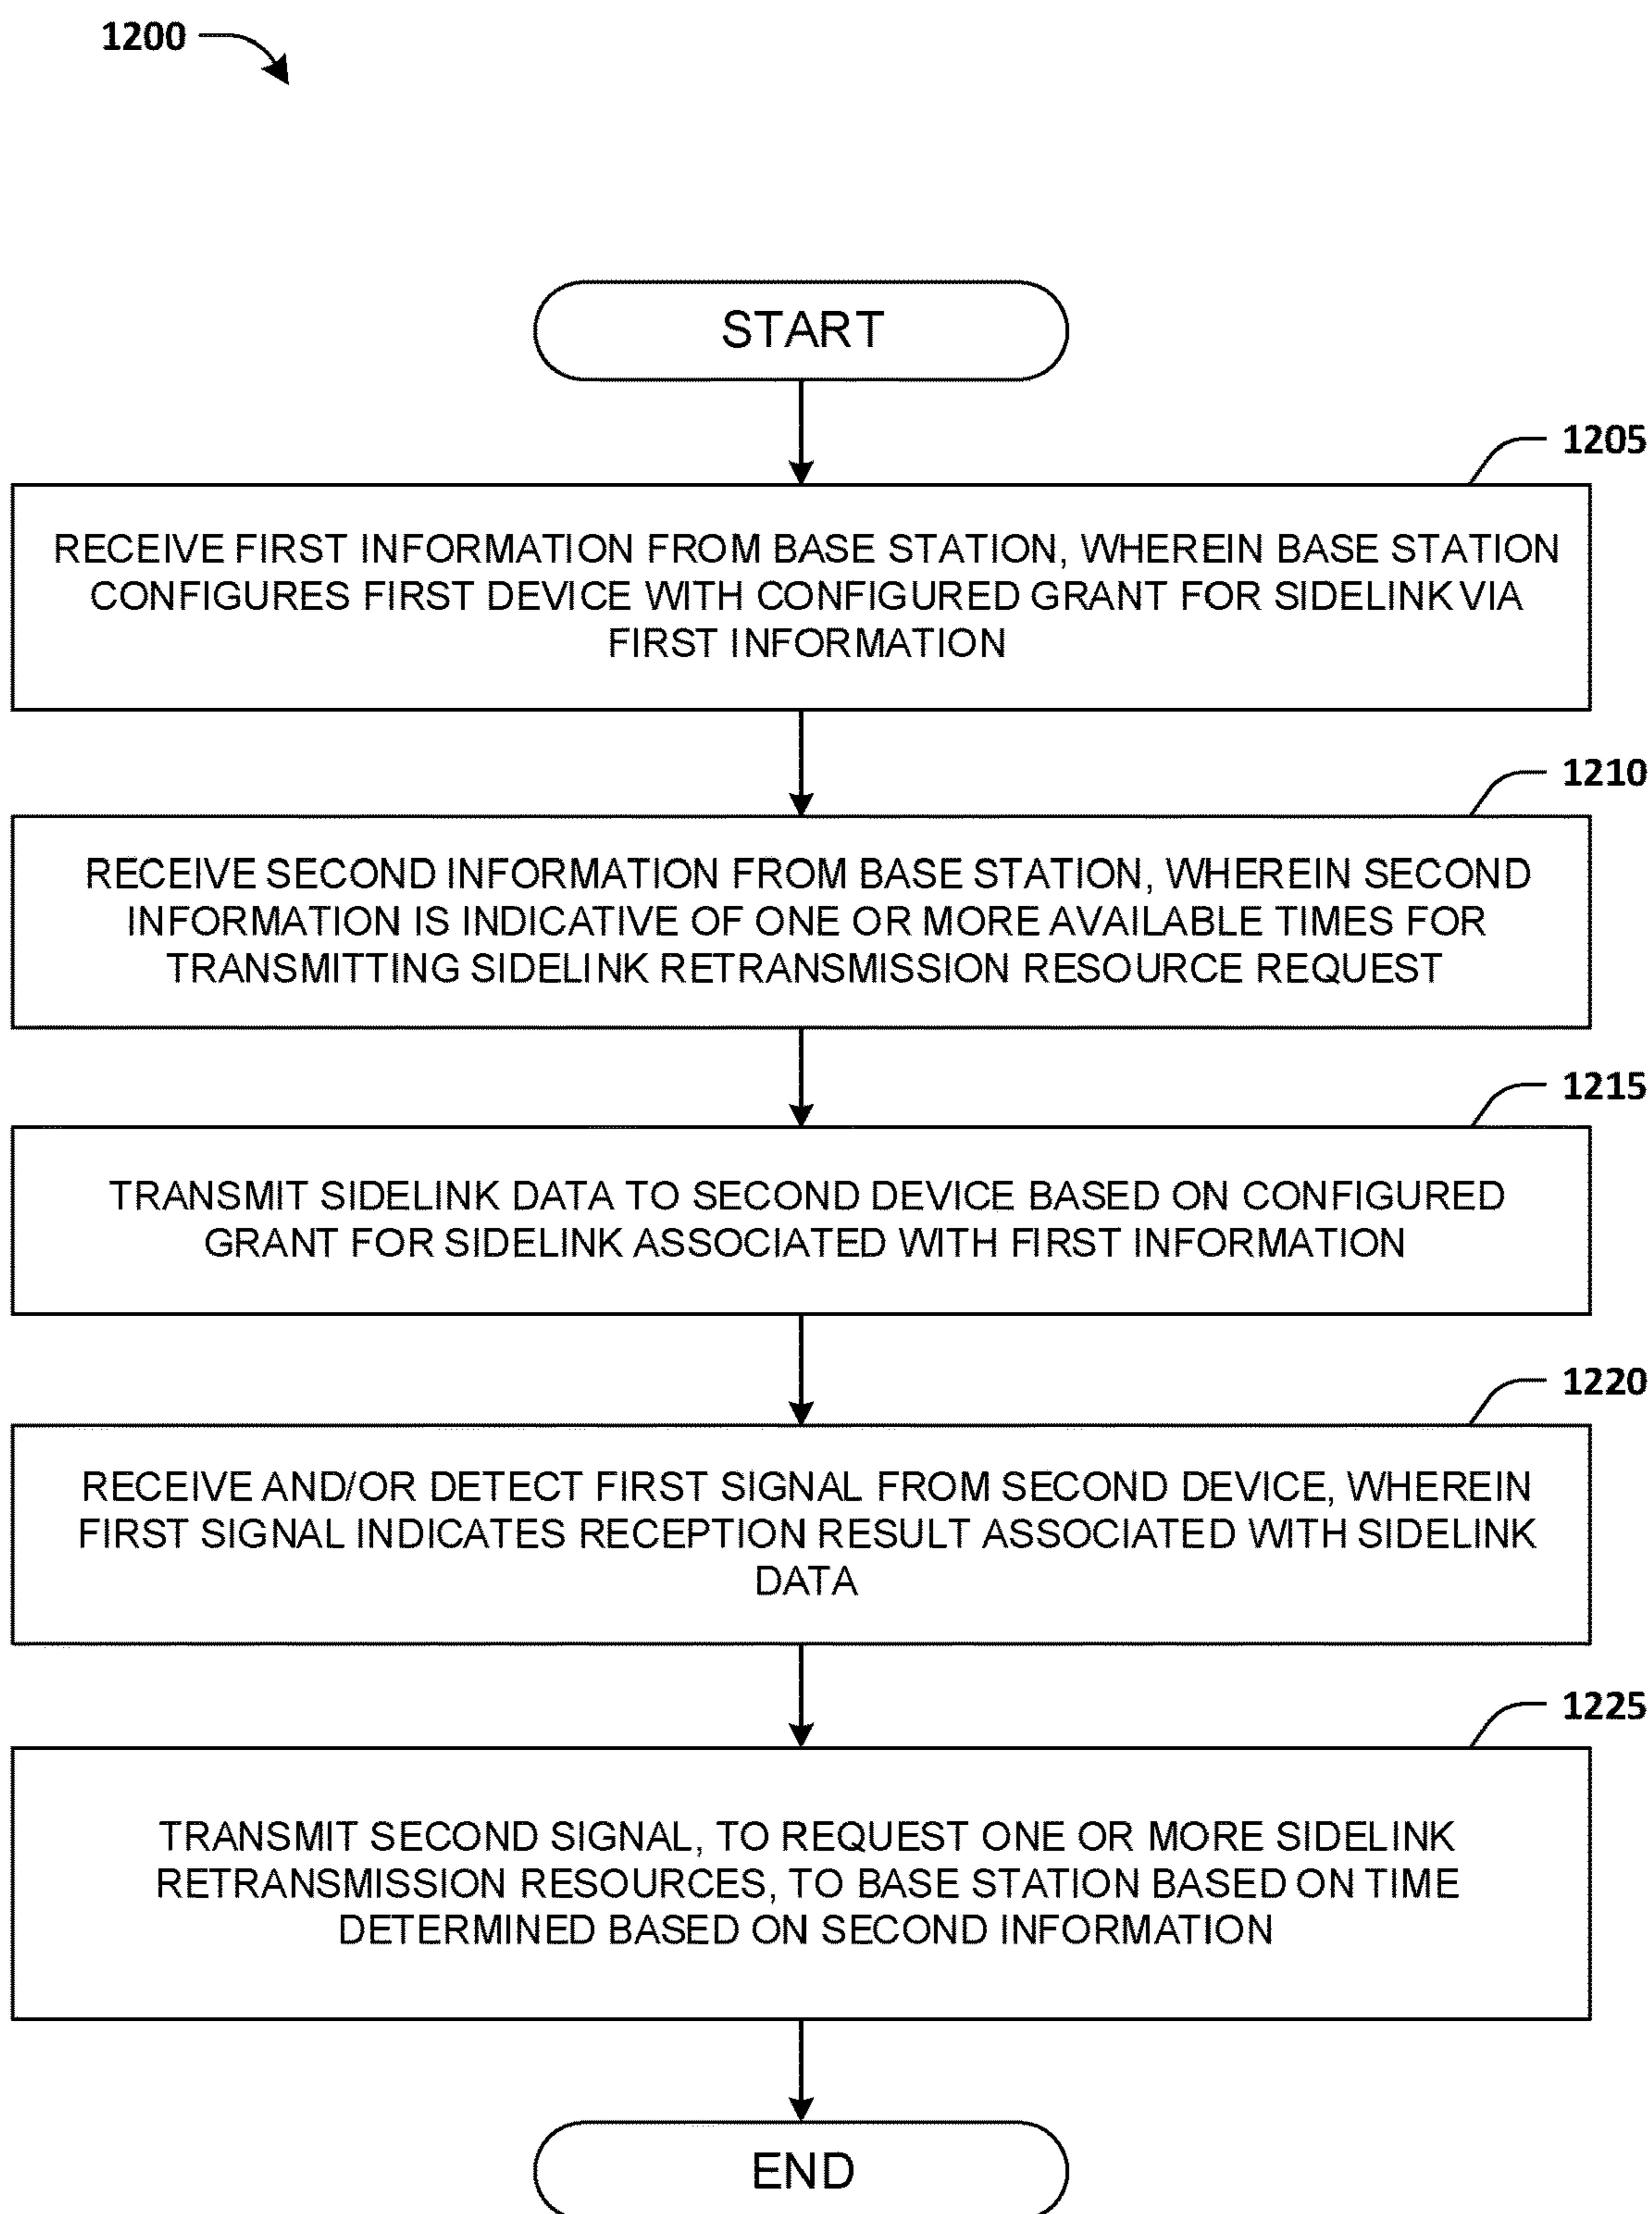 1200
START
1205
RECEIVE FIRST INFORMATION FROM BASE STATION, WHEREIN BASE STATION
CONFIGURES FIRST DEVICE WITH CONFIGURED GRANT FOR SIDELINK VIA
FIRST INFORMATION
1210
RECEIVE SECOND INFORMATION FROM BASE STATION, WHEREIN SECOND
INFORMATION IS INDICATIVE OF ONE OR MORE AVAILABLE TIMES FOR
TRANSMITTING SIDELINK RETRANSMISSION RESOURCE REQUEST
1215
TRANSMIT SIDELINK DATA TO SECOND DEVICE BASED ON CONFIGURED
GRANT FOR SIDELINK ASSOCIATED WITH FIRST INFORMATION
1220
RECEIVE AND/OR DETECT FIRST SIGNAL FROM SECOND DEVICE, WHEREIN
FIRST SIGNAL INDICATES RECEPTION RESULT ASSOCIATED WITH SIDELINK
DATA
1225
TRANSMIT SECOND SIGNAL, TO REQUEST ONE OR MORE SIDELINK
RETRANSMISSION RESOURCES, TO BASE STATION BASED ON TIME
DETERMINED BASED ON SECOND INFORMATION
END